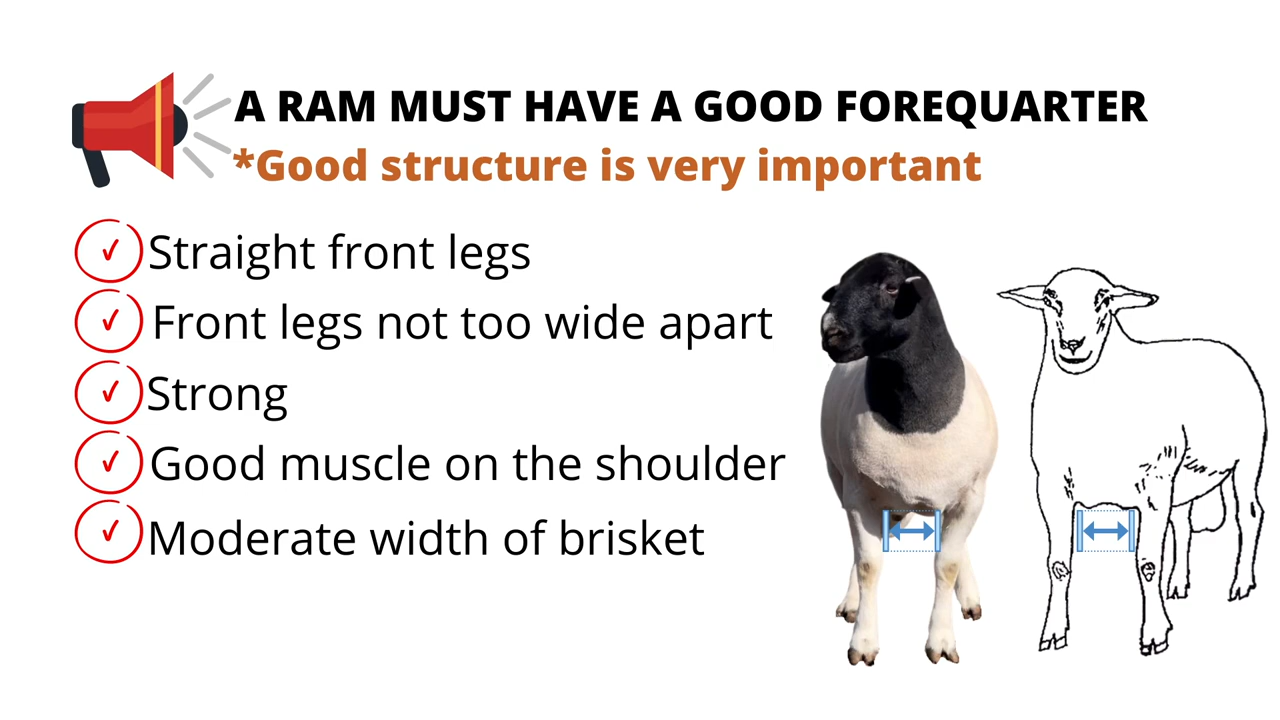 A RAM MUST HAVE A GOOD FOREQUARTER
*Good structure is very important
Straight front legs
Front legs not too wide apart
Strong
Good muscle on the shoulder
Moderate width of brisket